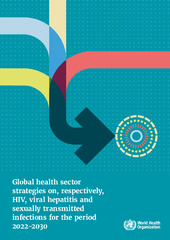 Global health sector
strategies on, respectively,
HIV, viral hepatitis and
sexually transmitted
infections for the period
2022-2030
World Health
Organization